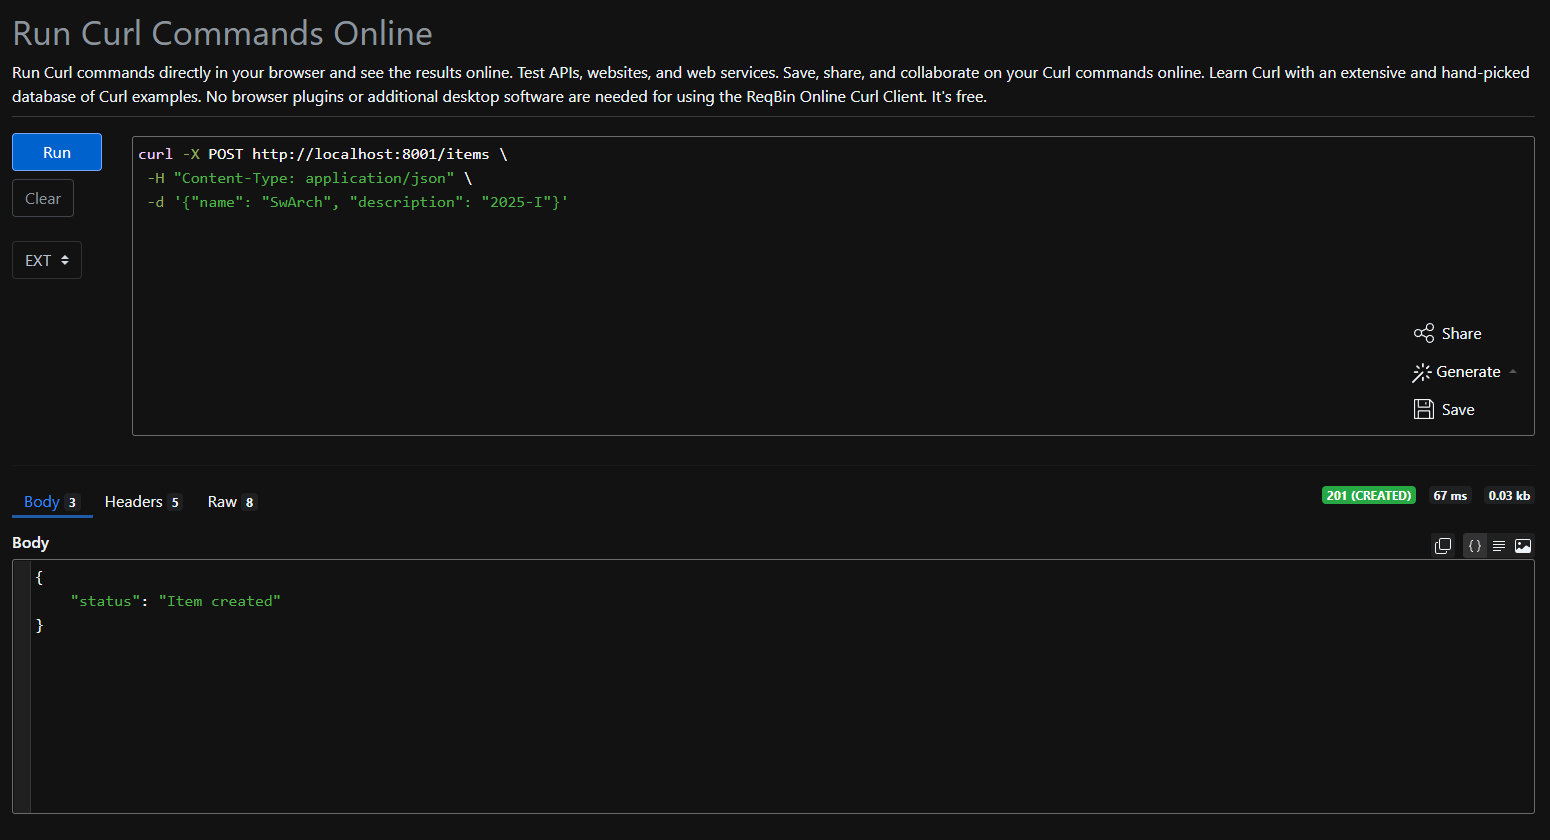 Run Curl Commands Online
Run Curl commands directly in your browser and see the results online. Test APIs, websites, and web services. Save, share, and collaborate on your Curl commands online. Learn Curl with an extensive and hand-picked
database of Curl examples. No browser plugins or additional desktop software are needed for using the ReqBin Online Curl Client. It's free.
Run
Clear
EXT
curl -X POST http://localhost:8001/items \
-H "Content-Type: application/json" \
-d '{"name": "SwArch", "description": "2025-I"}'
Share
Generate
Save
Body 3 Headers 5 Raw 8
201 (CREATED) 67 ms 0.03 kb
Body
{}
{
"status": "Item created"
}